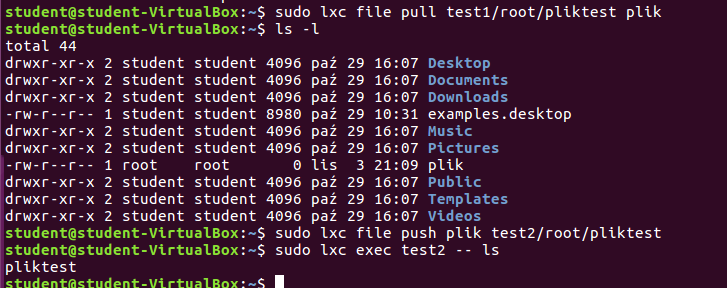 student@student-VirtualBox:~$ sudo lxc file pull test1/root/pliktest plik
student@student-VirtualBox:~$ ls -l
total 44
drwxr-xr-x 2 student student 4096 paź 29 16:07 Desktop
drwxr-xr-x 2 student student 4096 paź 29 16:07 Documents
drwxr-xr-x 2 student student 4096 paź 29 16:07 Downloads
-rw-r--r-- 1 student student 8980 paź 29 10:31 examples.desktop
drwxr-xr-x 2 student student 4096 paź 29 16:07 Music
drwxr-xr-x 2 student student 4096 paź 29 16:07 Pictures
-rw-r--r-- 1 root    root       0 lis  3 21:09 plik
drwxr-xr-x 2 student student 4096 paź 29 16:07 Public
drwxr-xr-x 2 student student 4096 paź 29 16:07 Templates
drwxr-xr-x 2 student student 4096 paź 29 16:07 Videos
student@student-VirtualBox:~$ sudo lxc file push plik test2/root/pliktest
student@student-VirtualBox:~$ sudo lxc exec test2 -- ls
pliktest
student@student-VirtualBox:~$